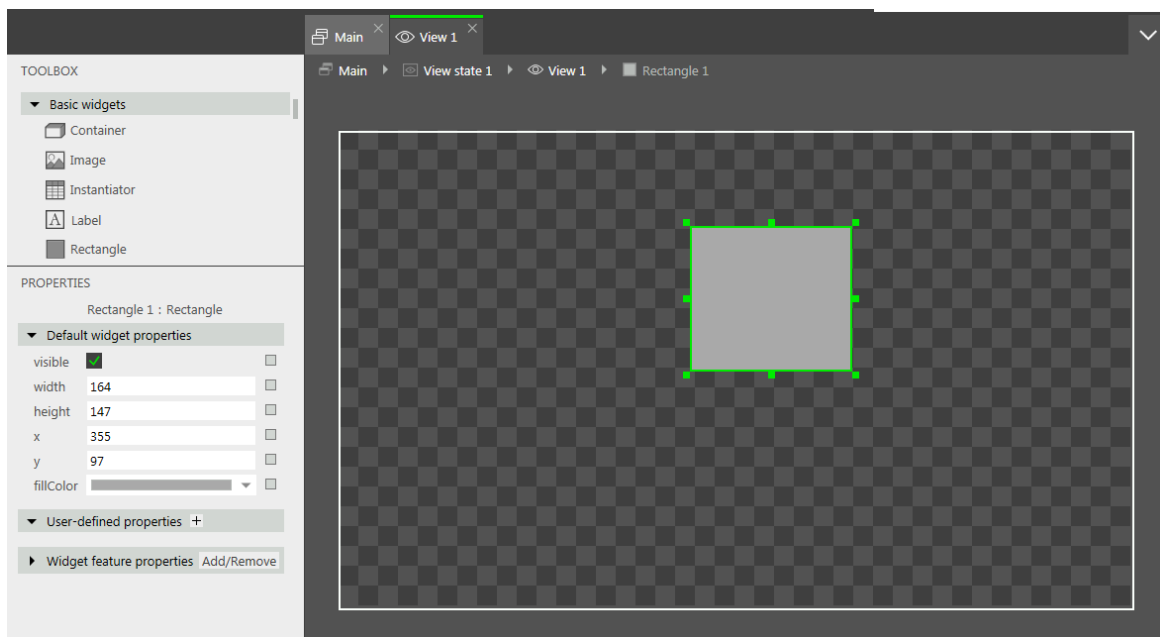 Main
View 1
TOOLBOX
Main View state 1 View 1 Rectangle 1
Basic widgets
Container
Image
Instantiator
A Label
Rectangle
PROPERTIES
Rectangle 1 : Rectangle
Default widget properties
visible
width 164
height 147
x 355
y 97
fillColor
User-defined properties +
Widget feature properties Add/Remove